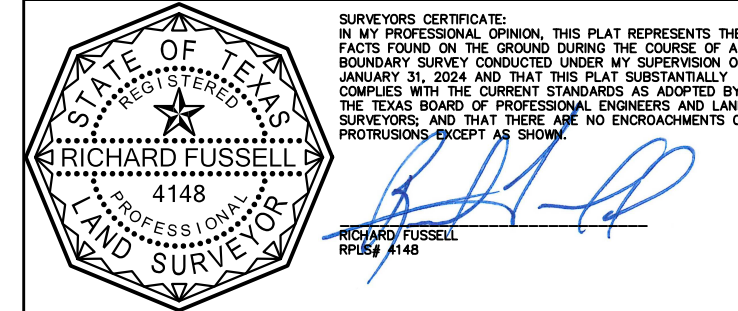 STATE OF TEXAS
REGISTERED
RICHARD FUSSELL
4148
PROFESSIONAL
LAND SURVEYOR
SURVEYORS CERTIFICATE:
IN MY PROFESSIONAL OPINION, THIS PLAT REPRESENTS THE
FACTS FOUND ON THE GROUND DURING THE COURSE OF A
BOUNDARY SURVEY CONDUCTED UNDER MY SUPERVISION O
JANUARY 31, 2024 AND THAT THIS PLAT SUBSTANTIALLY
COMPLIES WITH THE CURRENT STANDARDS AS ADOPTED BY
THE TEXAS BOARD OF PROFESSIONAL ENGINEERS AND LAN
SURVEYORS; AND THAT THERE ARE NO ENCROACHMENTS O
PROTRUSIONS EXCEPT AS SHOWN.
RICHARD FUSSELL
RPLS# 4148